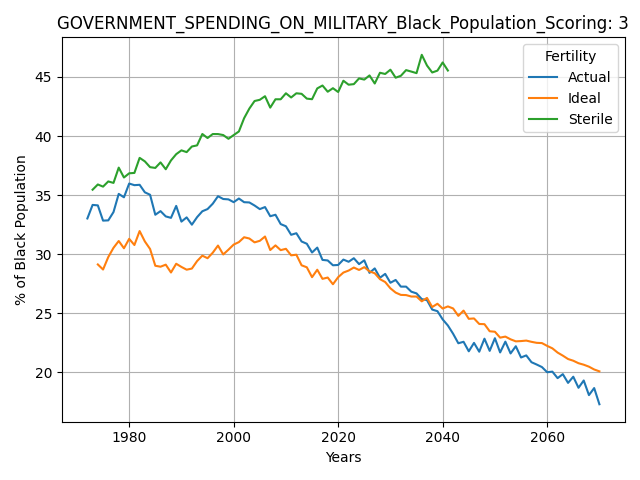 GOVERNMENT_SPENDING_ON_MILITARY_Black_Population_Scoring: 3
Fertility
Actual
Ideal
Sterile
% of Black Population
45
40
35
30
25
20
1980
2000
2020
2040
2060
Years